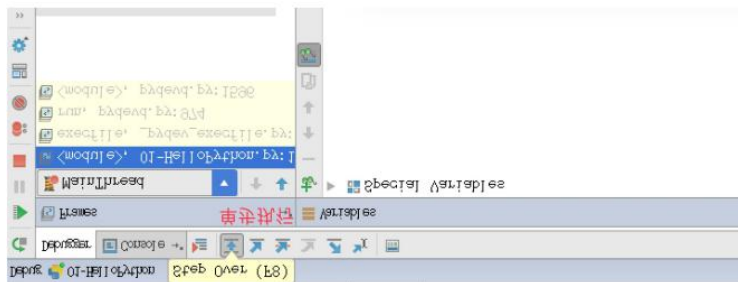 Debug 01-HelloPython Step Over (F8)
Debugger Console
Frames 单步执行 Variables
MainThread Special Variables
<module>, 01-HelloPython.py:1
execfile, _pydev_execfile.py:
run, pydevd.py:974
<module>, pydevd.py:1596